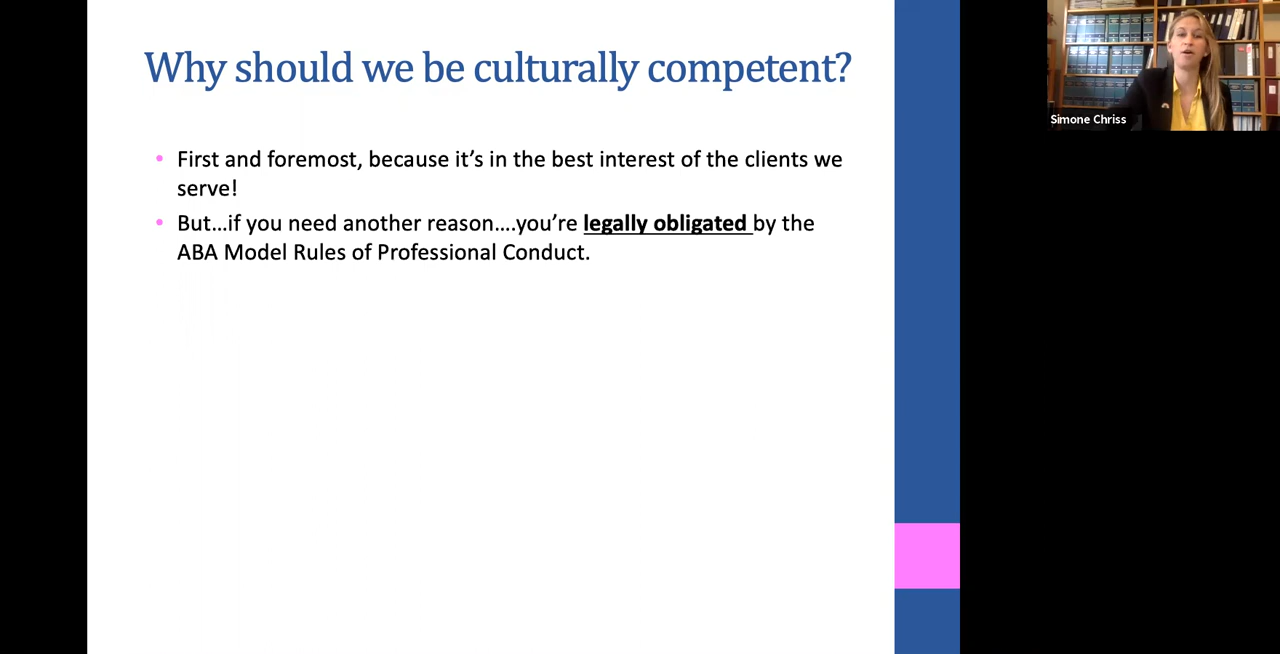 Why should we be culturally competent?
First and foremost, because it’s in the best interest of the clients we
serve!
But…if you need another reason….you’re legally obligated by the
ABA Model Rules of Professional Conduct.
Simone Chriss